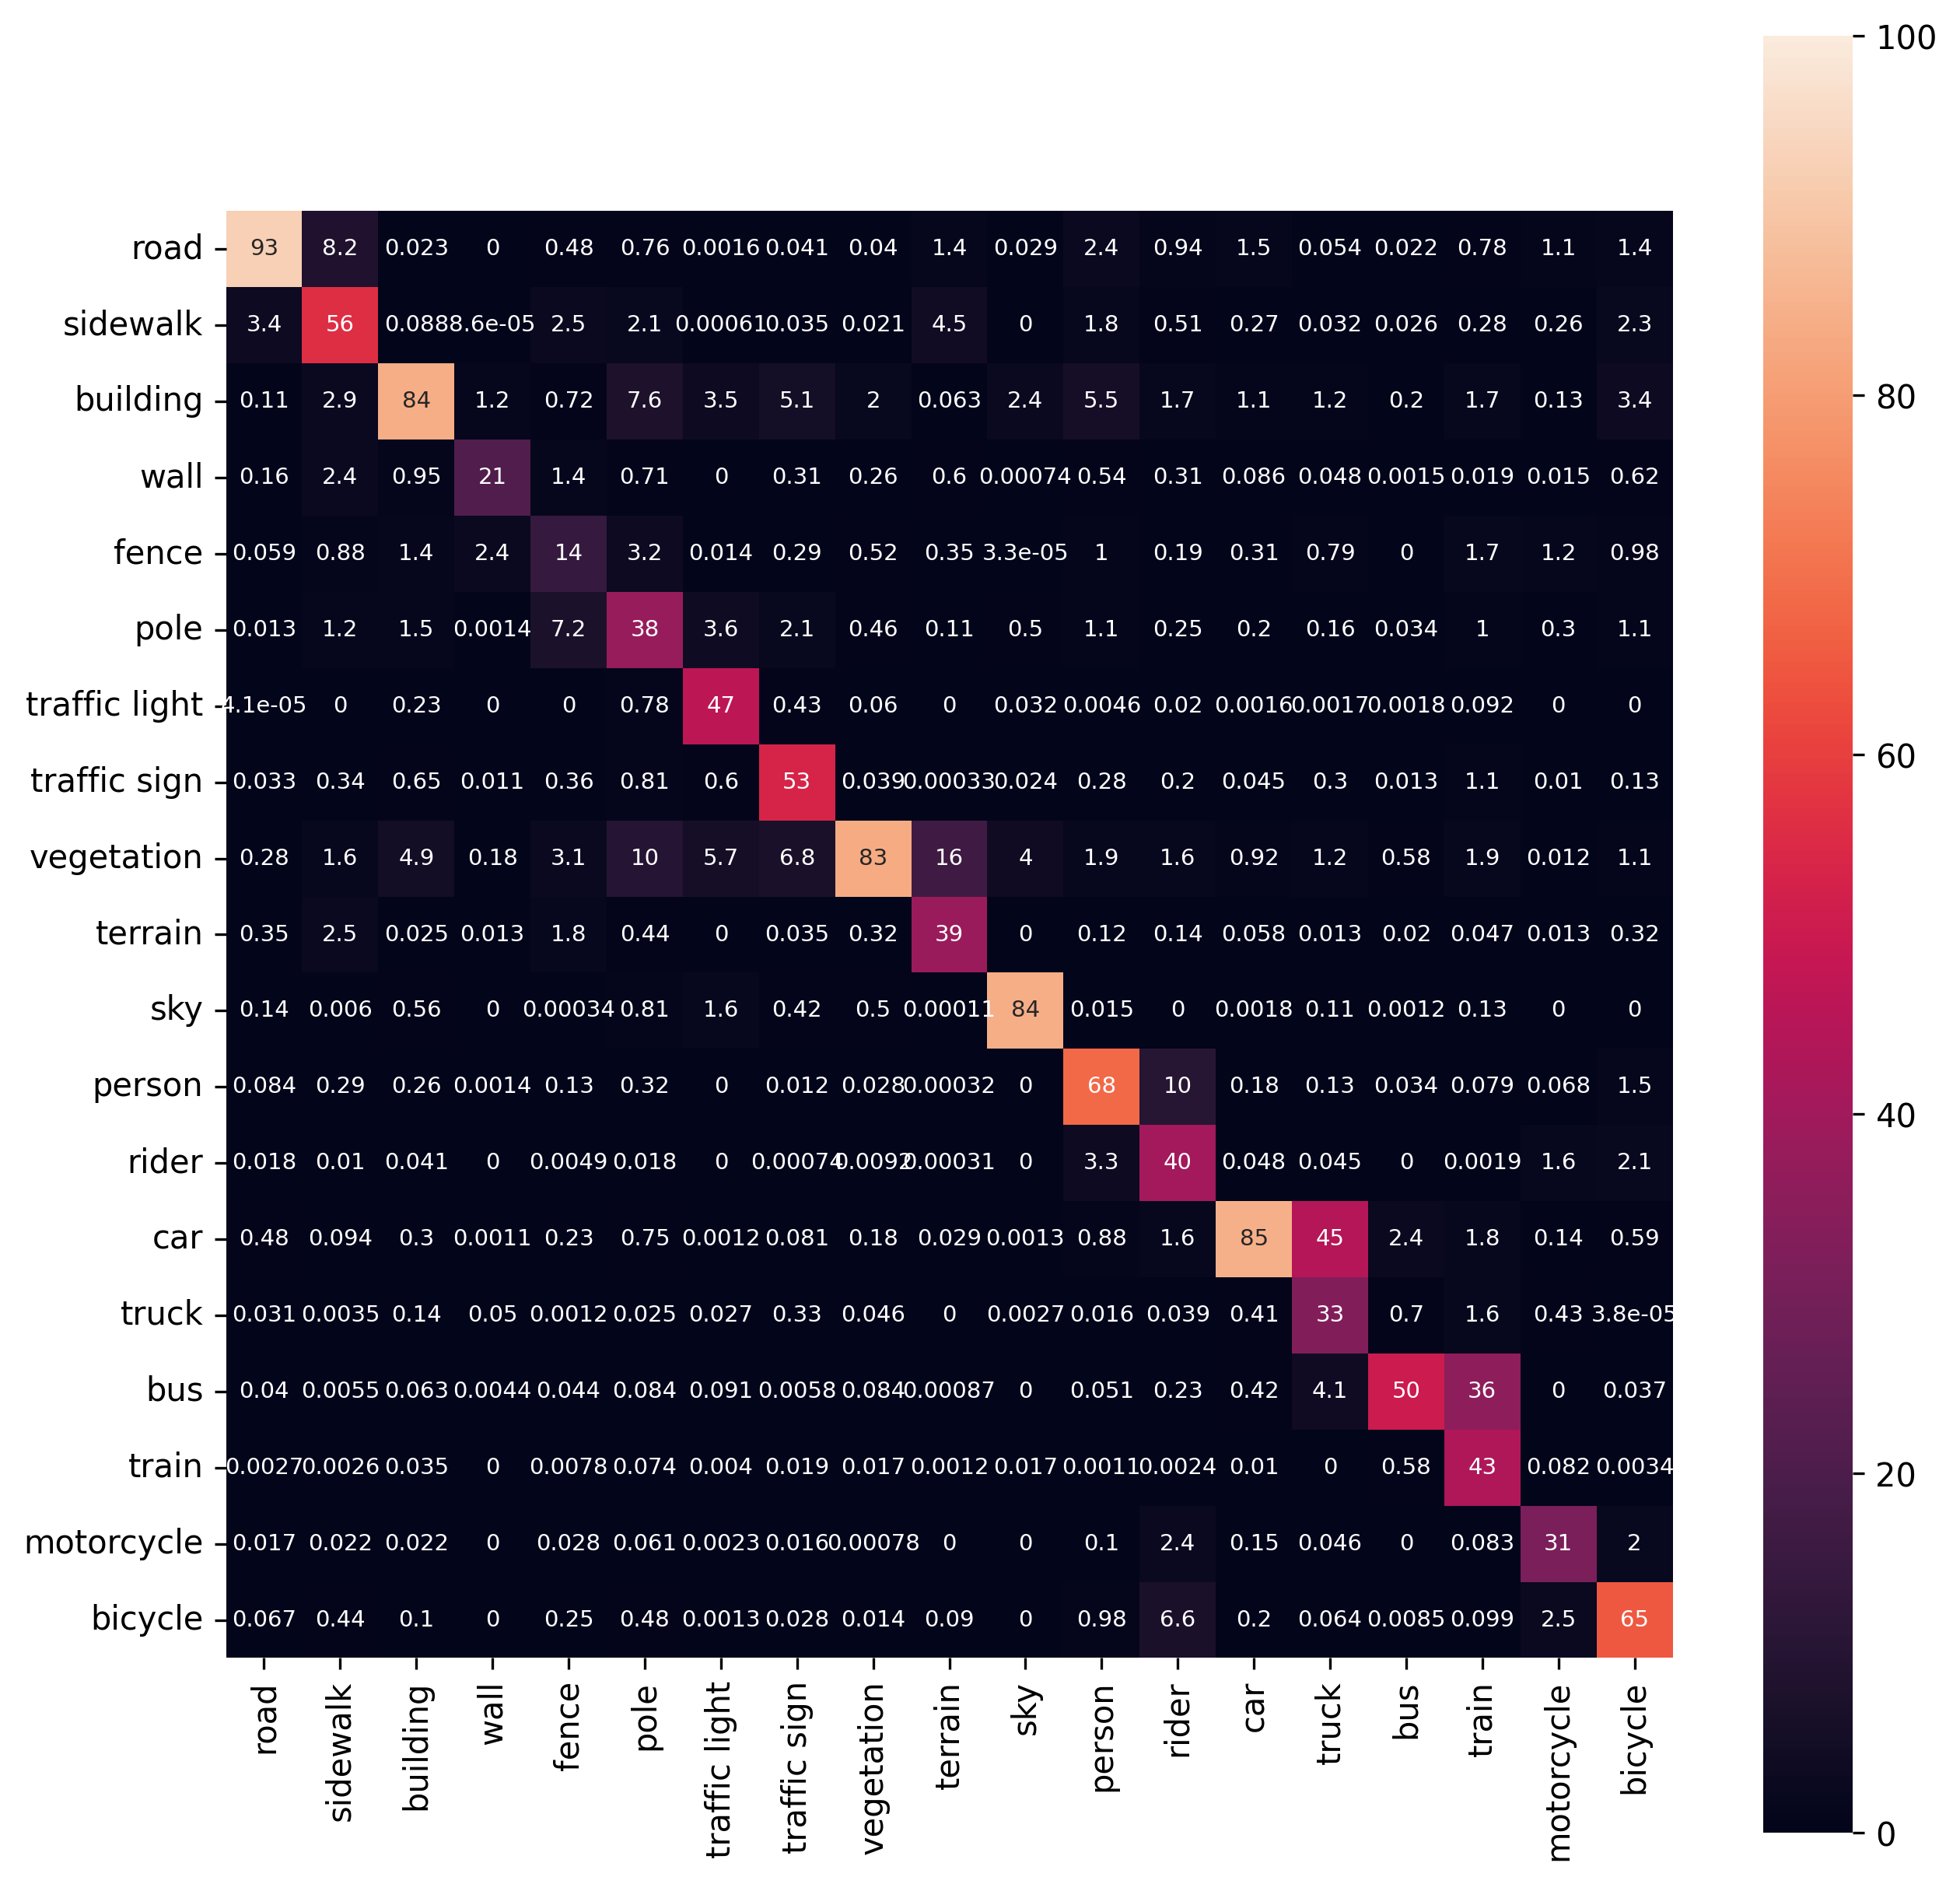 100
road 93 8.2 0.023 0 0.48 0.76 0.0016 0.041 0.04 1.4 0.029 2.4 0.94 1.5 0.054 0.022 0.78 1.1 1.4
sidewalk 3.4 56 0.088 8.6e-05 2.5 2.1 0.00061 0.035 0.021 4.5 0 1.8 0.51 0.27 0.032 0.026 0.28 0.26 2.3
building 0.11 2.9 84 1.2 0.72 7.6 3.5 5.1 2 0.063 2.4 5.5 1.7 1.1 1.2 0.2 1.7 0.13 3.4
80
wall 0.16 2.4 0.95 21 1.4 0.71 0 0.31 0.26 0.6 0.00074 0.54 0.31 0.086 0.048 0.0015 0.019 0.015 0.62
fence 0.059 0.88 1.4 2.4 14 3.2 0.014 0.29 0.52 0.35 3.3e-05 1 0.19 0.31 0.79 0 1.7 1.2 0.98
pole 0.013 1.2 1.5 0.0014 7.2 38 3.6 2.1 0.46 0.11 0.5 1.1 0.25 0.2 0.16 0.034 1 0.3 1.1
traffic light 4.1e-05 0 0.23 0 0 0.78 47 0.43 0.06 0 0.032 0.0046 0.02 0.0016 0.0017 0.0018 0.092 0 0
60
traffic sign 0.033 0.34 0.65 0.011 0.36 0.81 0.6 53 0.039 0.00033 0.024 0.28 0.2 0.045 0.3 0.013 1.1 0.01 0.13
vegetation 0.28 1.6 4.9 0.18 3.1 10 5.7 6.8 83 16 4 1.9 1.6 0.92 1.2 0.58 1.9 0.012 1.1
terrain 0.35 2.5 0.025 0.013 1.8 0.44 0 0.035 0.32 39 0 0.12 0.14 0.058 0.013 0.02 0.047 0.013 0.32
sky 0.14 0.006 0.56 0 0.00034 0.81 1.6 0.42 0.5 0.00011 84 0.015 0 0.0018 0.11 0.0012 0.13 0 0
person 0.084 0.29 0.26 0.0014 0.13 0.32 0 0.012 0.028 0.00032 0 68 10 0.18 0.13 0.034 0.079 0.068 1.5
40
rider 0.018 0.01 0.041 0 0.0049 0.018 0 0.00074 0.0092 0.00031 0 3.3 40 0.048 0.045 0 0.0019 1.6 2.1
car 0.48 0.094 0.3 0.0011 0.23 0.75 0.0012 0.081 0.18 0.029 0.0013 0.88 1.6 85 45 2.4 1.8 0.14 0.59
truck 0.031 0.0035 0.14 0.05 0.0012 0.025 0.027 0.33 0.046 0 0.0027 0.016 0.039 0.41 33 0.7 1.6 0.43 3.8e-05
bus 0.04 0.0055 0.063 0.0044 0.044 0.084 0.091 0.0058 0.084 0.00087 0 0.051 0.23 0.42 4.1 50 36 0 0.037
train 0.0027 0.0026 0.035 0 0.0078 0.074 0.004 0.019 0.017 0.0012 0.017 0.0011 0.0024 0.01 0 0.58 43 0.082 0.0034
20
motorcycle 0.017 0.022 0.022 0 0.028 0.061 0.0023 0.016 0.00078 0 0 0.1 2.4 0.15 0.046 0 0.083 31 2
bicycle 0.067 0.44 0.1 0 0.25 0.48 0.0013 0.028 0.014 0.09 0 0.98 6.6 0.2 0.064 0.0085 0.099 2.5 65
road sidewalk building wall fence pole traffic light traffic sign vegetation terrain sky person rider car truck bus train motorcycle bicycle
0